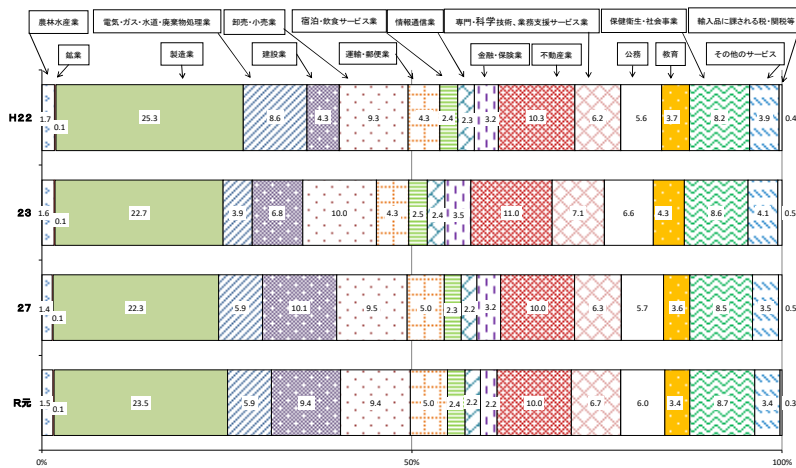 農林水産業 電気・ガス・水道・廃棄物処理業 卸売・小売業 宿泊・飲食サービス業 情報通信業 専門・科学技術、業務支援サービス業 保健衛生・社会事業 輸入品に課される税・関税等
鉱業 製造業 建設業 運輸・郵便業 金融・保険業 不動産業 公務 教育 その他のサービス
H22 1.7 0.1 25.3 8.6 4.3 9.3 4.3 2.4 2.3 3.2 10.3 6.2 5.6 3.7 8.2 3.9 0.4
23 1.6 0.1 22.7 3.9 6.8 10.0 4.3 2.5 2.4 3.5 11.0 7.1 6.6 4.3 8.6 4.1 0.5
27 1.4 0.1 22.3 5.9 10.1 9.5 5.0 2.3 2.2 3.2 10.0 6.3 5.7 3.6 8.5 3.5 0.5
R元 1.5 0.1 23.5 5.9 9.4 9.4 5.0 2.4 2.2 2.2 10.0 6.7 6.0 3.4 8.7 3.4 0.3
0% 50% 100%